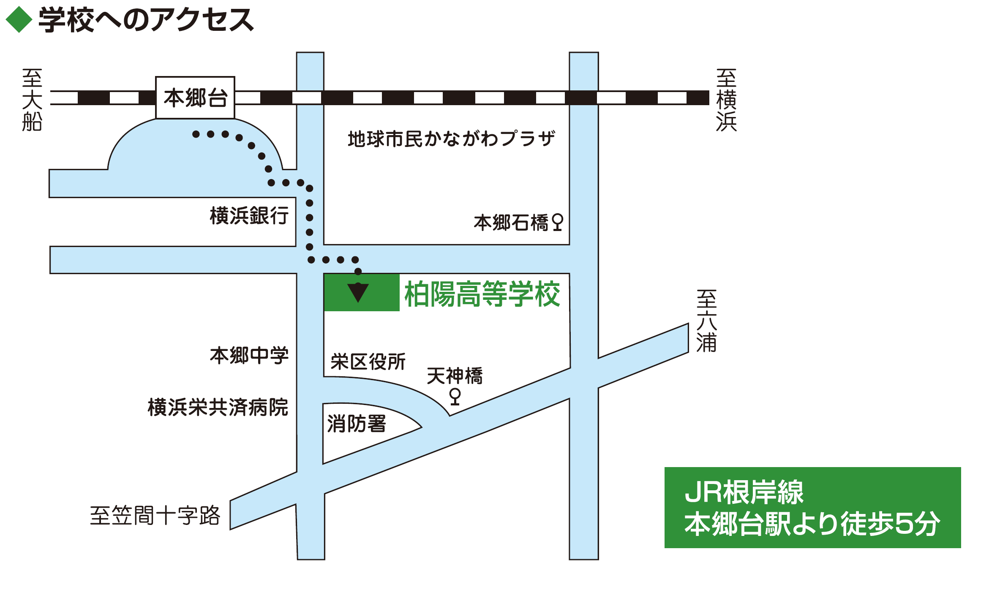 ◆学校へのアクセス
至大船
本郷台
至横浜
地球市民かながわプラザ
横浜銀行
本郷石橋
柏陽高等学校
至六浦
本郷中学
栄区役所
天神橋
横浜栄共済病院
消防署
至笠間十字路
JR根岸線
本郷台駅より徒歩5分